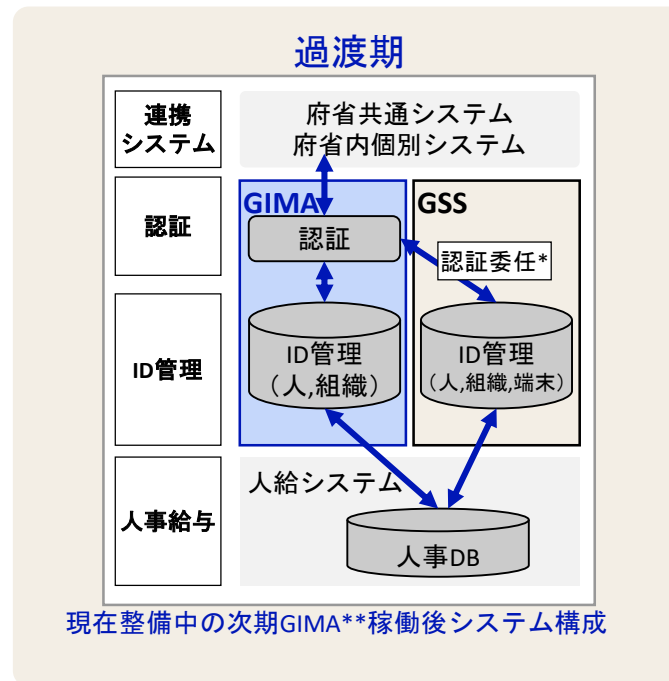 過渡期
連携
システム
府省共通システム
府省内個別システム
認証
GIMA
認証
GSS
認証委任*
ID管理
ID管理
（人,組織）
ID管理
（人,組織,端末）
人事給与
人給システム
人事DB
現在整備中の次期GIMA**稼働後システム構成